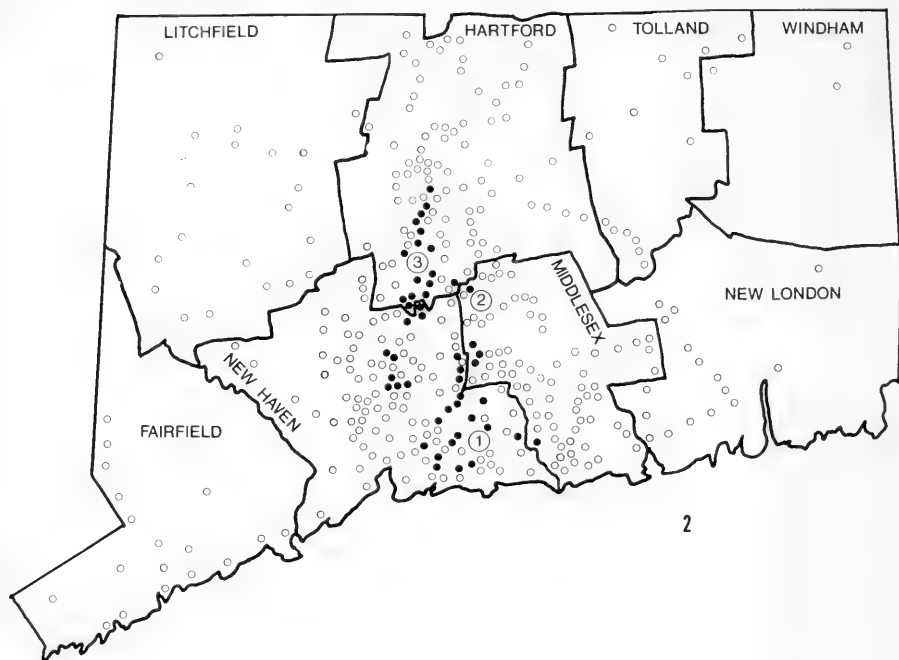 LITCHFIELD
HARTFORD
TOLLAND
WINDHAM
3
2
MIDDLESEX
NEW LONDON
NEW HAVEN
FAIRFIELD
1
2